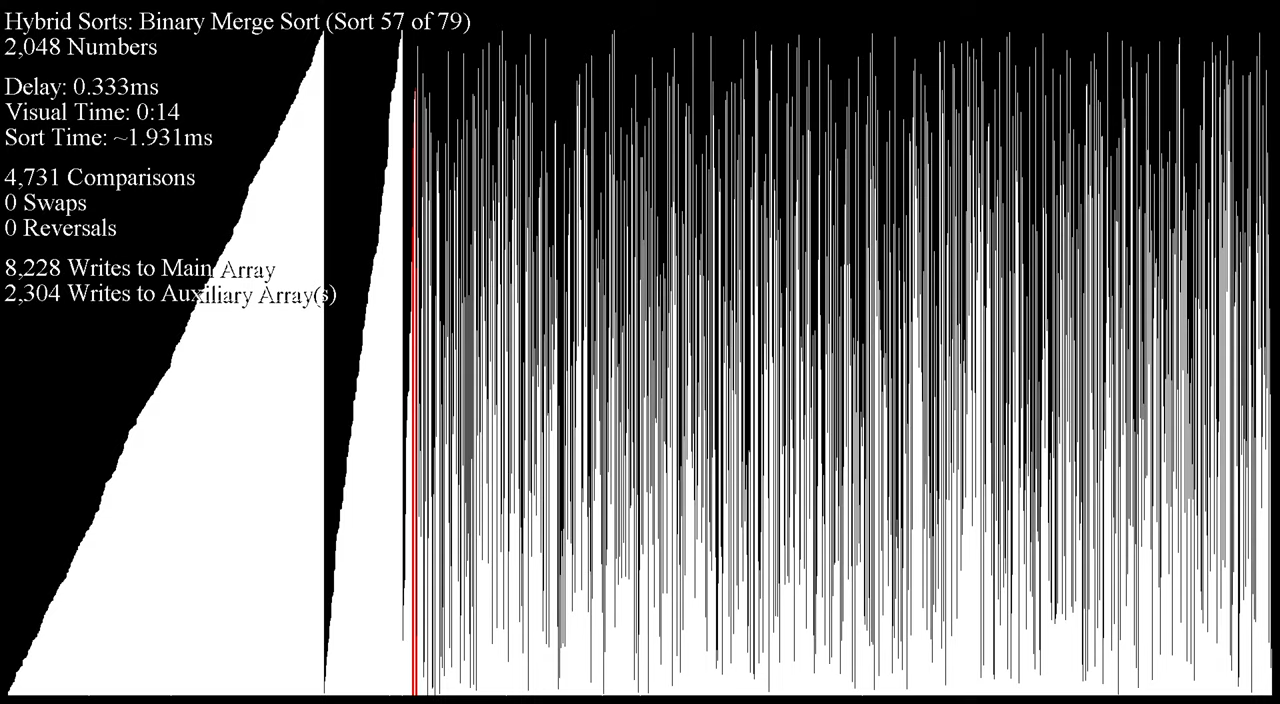 Hybrid Sorts: Binary Merge Sort (Sort 57 of 79)
2,048 Numbers
Delay: 0.333ms
Visual Time: 0:14
Sort Time: ~1.931ms
4,731 Comparisons
0 Swaps
0 Reversals
8,228 Writes to Main Array
2,304 Writes to Auxiliary Array(s)